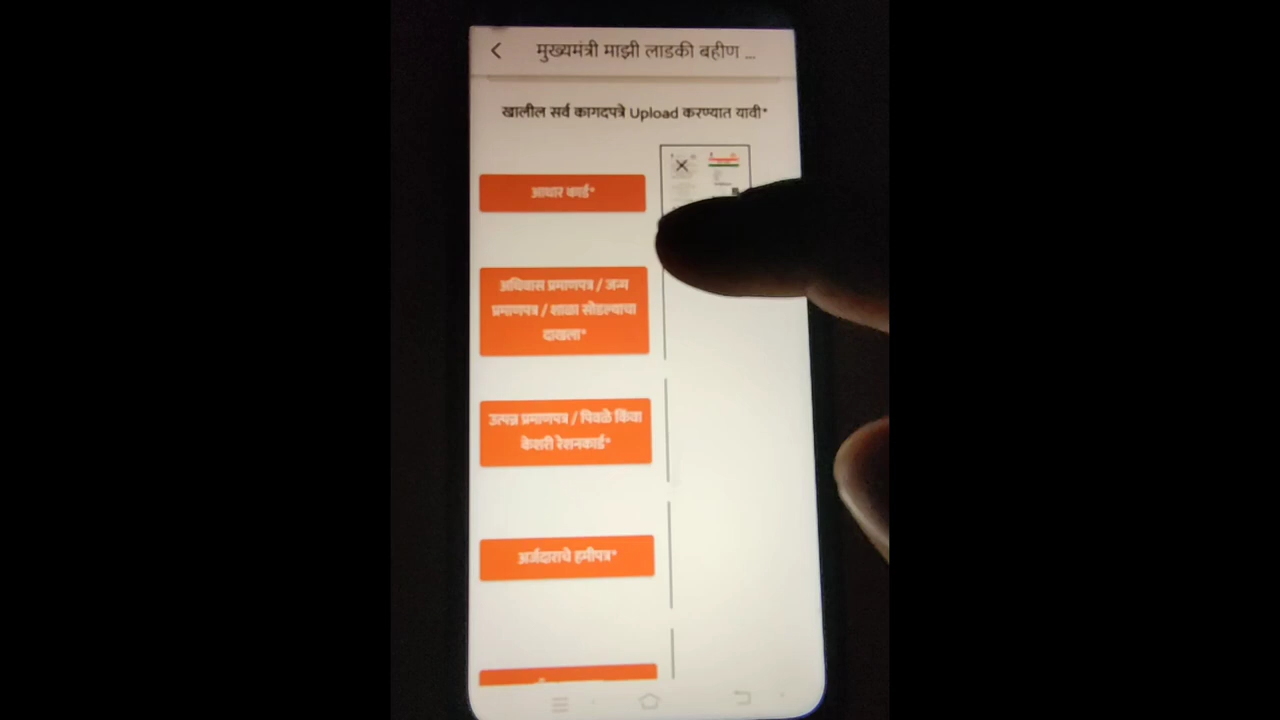 मुख्यमंत्री माझी लाडकी बहीण ...
खालील सर्व कागदपत्रे Upload करण्यात यावी*
आधार कार्ड*
अधिवास प्रमाणपत्र / जन्म
प्रमाणपत्र / शाळा सोडल्याचा
दाखला*
उत्पन्न प्रमाणपत्र / पिवळे किंवा
केशरी रेशनकार्ड*
अर्जदाराचे हमीपत्र*